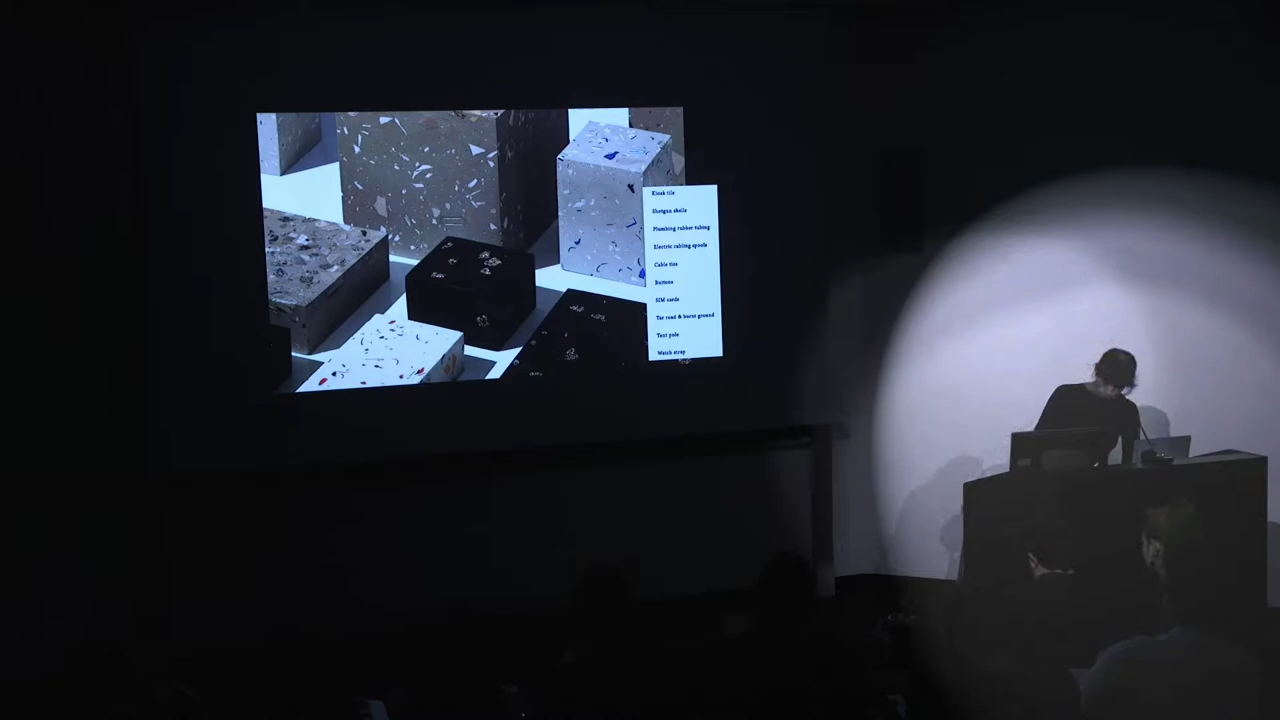 Kiosk tile
Shotgun shells
Plumbing rubber tubing
Electric cabling spools
Cable ties
Buttons
SIM cards
Tar road & burnt ground
Tent pole
Watch strap